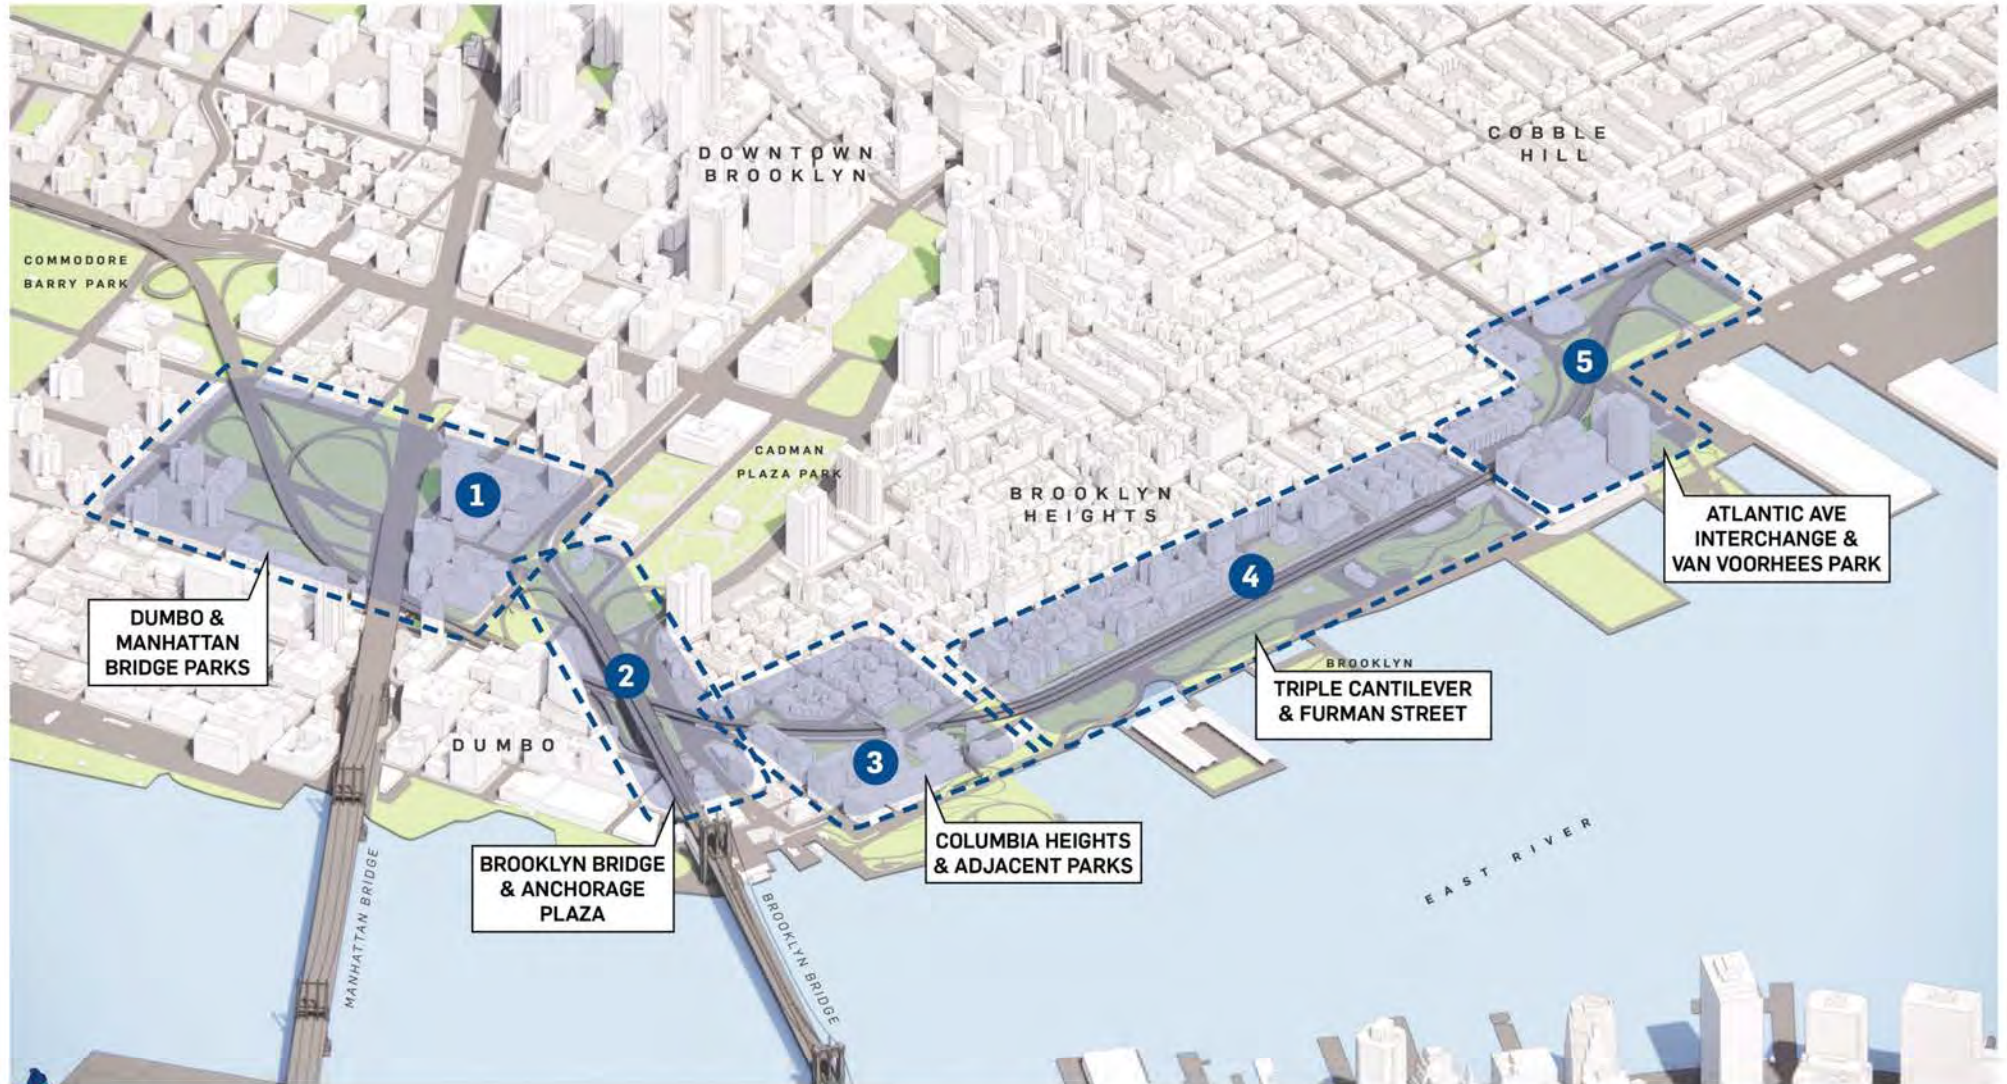 COBBLE
HILL
DOWNTOWN
BROOKLYN
COMMODORE
BARRY PARK
5
CADMAN
PLAZA PARK
1
BROOKLYN
HEIGHTS
ATLANTIC AVE
INTERCHANGE &
VAN VOORHEES PARK
4
DUMBO &
MANHATTAN
BRIDGE PARKS
2
BROOKLYN
TRIPLE CANTILEVER
& FURMAN STREET
DUMBO
3
COLUMBIA HEIGHTS
& ADJACENT PARKS
BROOKLYN BRIDGE
& ANCHORAGE
PLAZA
EAST RIVER
MANHATTAN BRIDGE
BROOKLYN BRIDGE